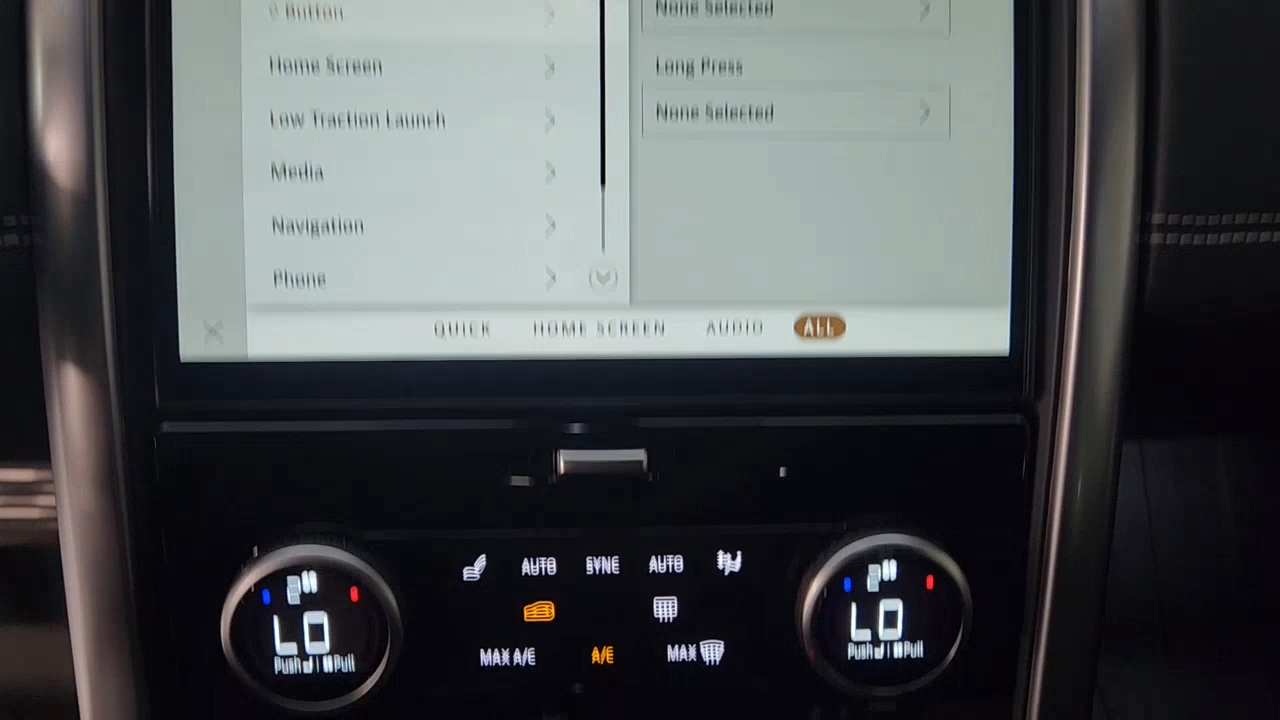 Button
None Selected
Home Screen
Long Press
Low Traction Launch
None Selected
Media
Navigation
Phone
QUICK
HOME SCREEN
AUDIO
ALL
AUTO
SYNC
AUTO
LO
Push
Pull
LO
Push
Pull
MAX A/C
A/C
MAX